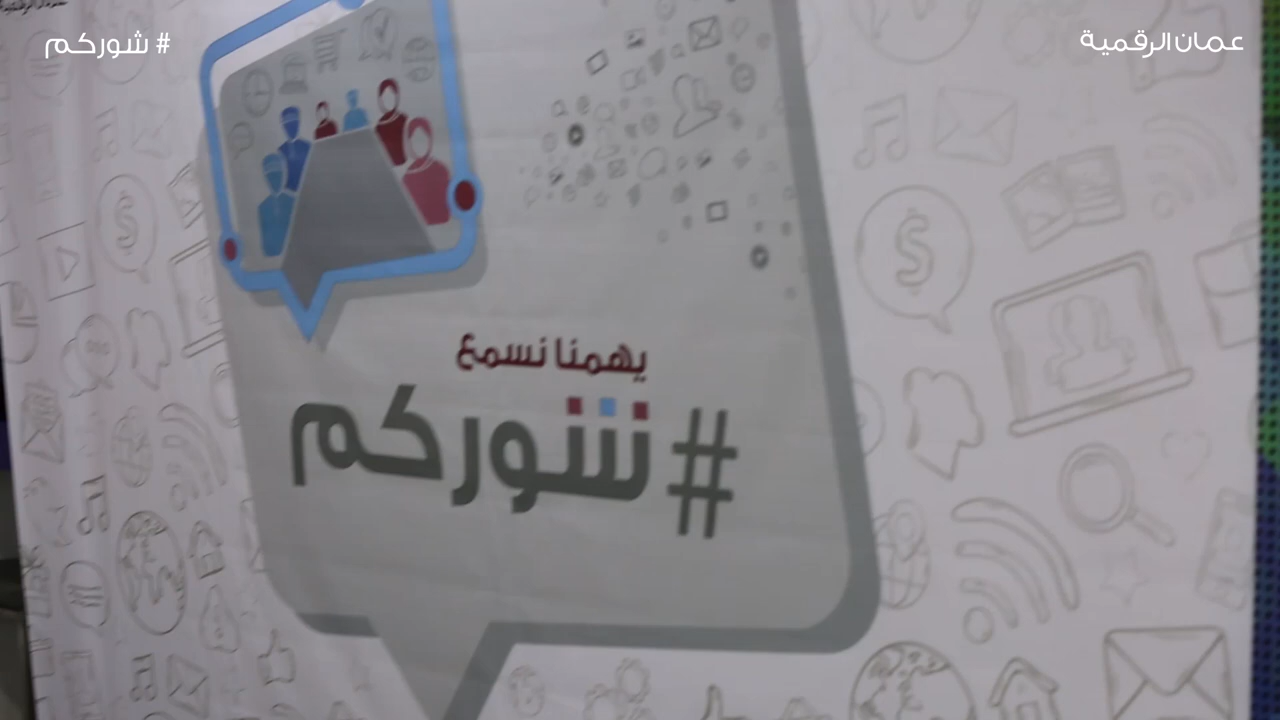 عمان الرقمية
# شوركم
يهمنا نسمع
#شوركم